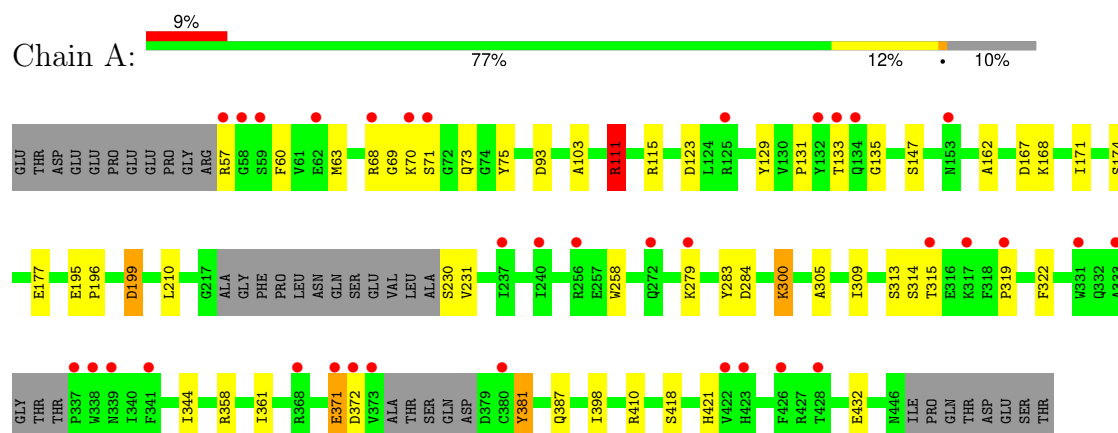 9%
Chain A:
77% 12% • 10%
GLU THR ASP GLU GLU PRO GLU GLU PRO GLY ARG R57 G58 S59 F60 V61 E62 M63 R68 G69 K70 S71 G72 Q73 G74 Y75 D93 A103 R111 R115 D123 L124 R125 Y129 V130 P131 Y132 T133 Q134 G135 S147 N153 A162 D167 K168 I171 S174
E177 E195 P196 D199 L210 G217 ALA GLY PHE PRO LEU ASN GLN SER GLU VAL LEU ALA S230 V231 I237 I240 R256 E257 W258 Q272 K279 Y283 D284 K300 A305 I309 S313 S314 T315 E316 K317 F318 P319 F322 W331 Q332 A333
GLY THR THR P337 W338 N339 I340 F341 I344 R358 I361 R368 E371 D372 V373 ALA THR SER GLN ASP D379 C380 Y381 Q387 I398 R410 S418 H421 V422 H423 F426 R427 T428 E432 N446 ILE PRO GLN THR ASP GLU SER THR